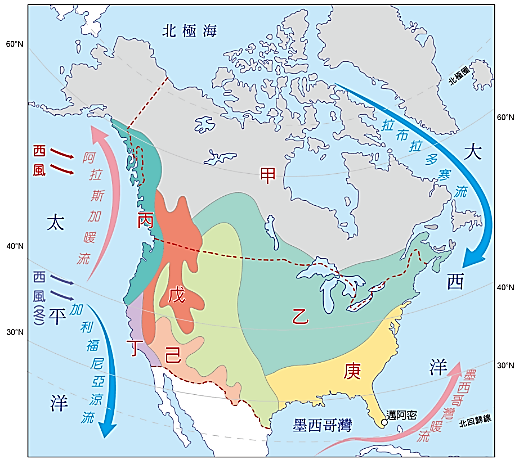 北極海
60°N
北極圈
60°N
大
西
洋
拉布拉多寒流
甲
西風
阿拉斯加暖流
太
平
洋
丙
40°N
西風(冬)
加利福尼亞涼流
30°N
戊
乙
丁
己
庚
40°N
30°N
墨西哥灣暖流
邁阿密
墨西哥灣
北回歸線